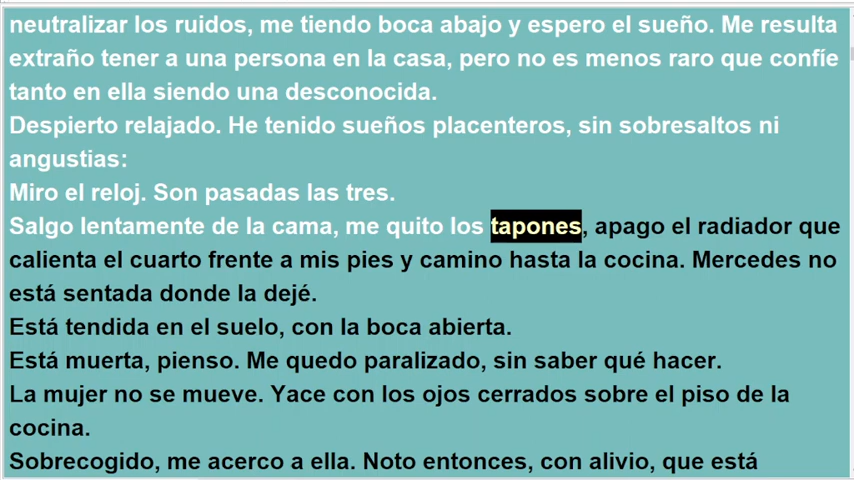 neutralizar los ruidos, me tiendo boca abajo y espero el sueño. Me resulta
extraño tener a una persona en la casa, pero no es menos raro que confíe
tanto en ella siendo una desconocida.
Despierto relajado. He tenido sueños placenteros, sin sobresaltos ni
angustias:
Miro el reloj. Son pasadas las tres.
Salgo lentamente de la cama, me quito los tapones, apago el radiador que
calienta el cuarto frente a mis pies y camino hasta la cocina. Mercedes no
está sentada donde la dejé.
Está tendida en el suelo, con la boca abierta.
Está muerta, pienso. Me quedo paralizado, sin saber qué hacer.
La mujer no se mueve. Yace con los ojos cerrados sobre el piso de la
cocina.
Sobrecogido, me acerco a ella. Noto entonces, con alivio, que está